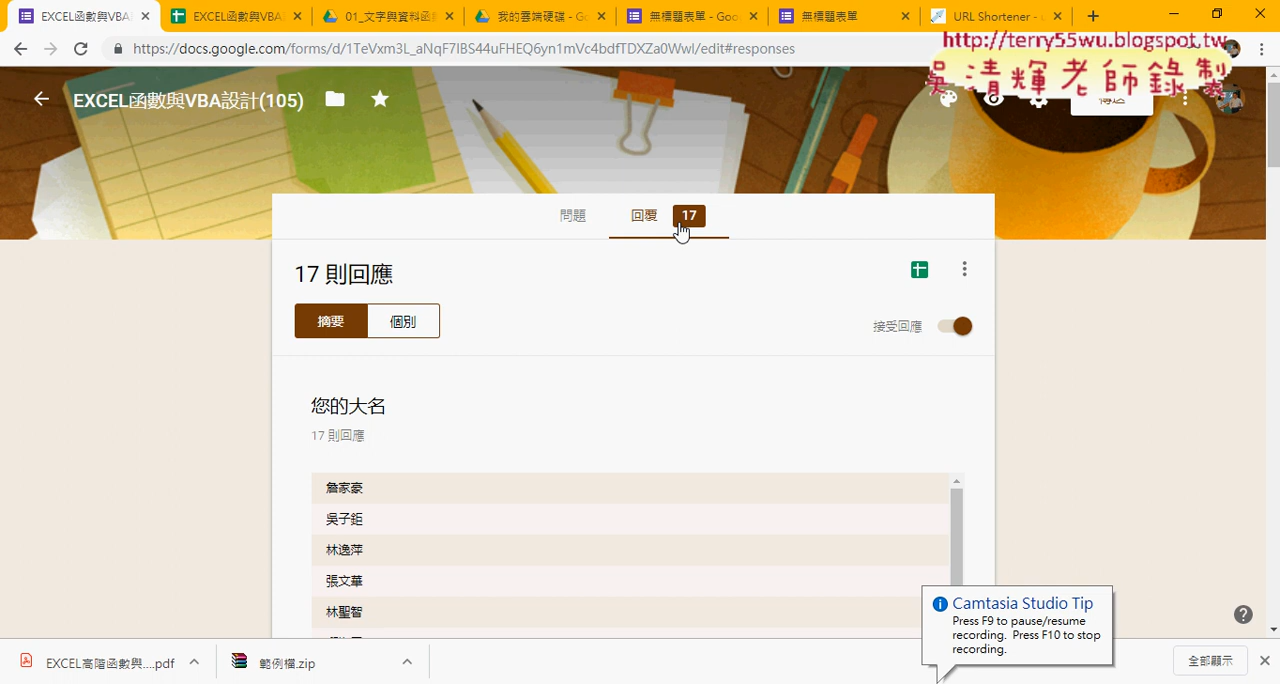 EXCEL函數與VBA
EXCEL函數與VBA
01_文字與資料函
我的雲端硬碟 - Go
無標題表單 - Goo
無標題表單
URL Shortener - u
https://docs.google.com/forms/d/1TeVxm3L_aNqF7IBS44uFHEQ6yn1mVc4bdfTDXZa0WwI/edit#responses
http://terry55wu.blogspot.tw
吳清輝老師錄製
EXCEL函數與VBA設計(105)
傳送
問題
回覆
17
17 則回應
摘要
個別
接受回應
您的大名
17 則回應
詹家豪
吳子鉅
林逸萍
張文華
林聖智
Camtasia Studio Tip
Press F9 to pause/resume
recording. Press F10 to stop
recording.
EXCEL高階函數與....pdf
範例檔.zip
全部顯示